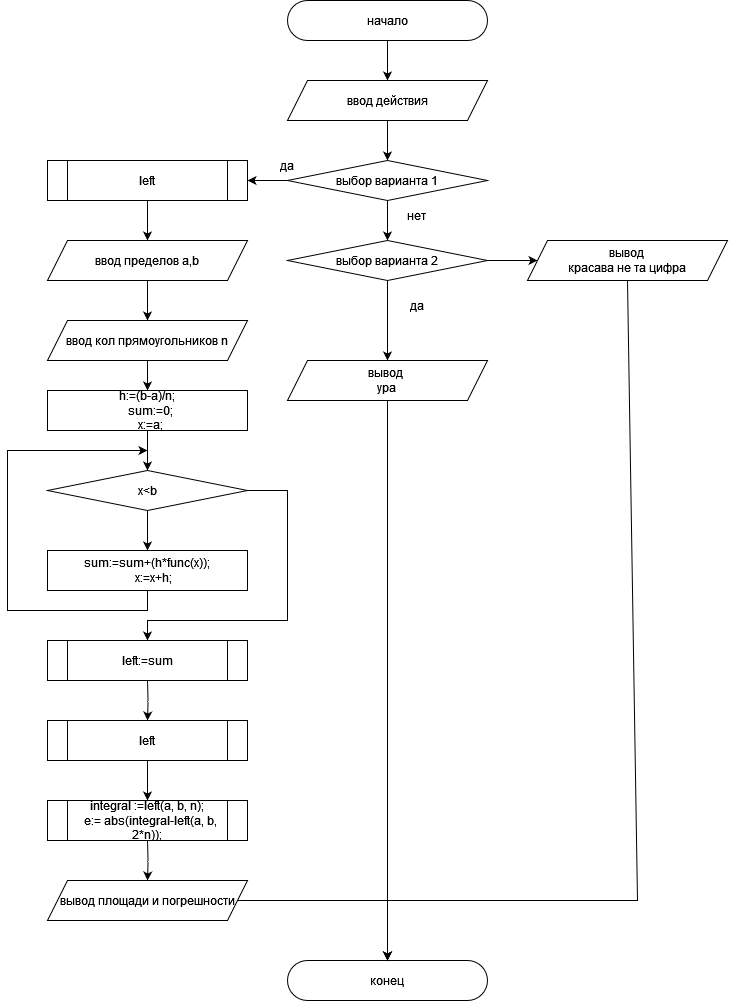 начало
ввод действия
да
left
выбор варианта 1
нет
ввод пределов a,b
выбор варианта 2
вывод
красава не та цифра
да
ввод кол прямоугольников n
вывод
ура
h:=(b-a)/n;
sum:=0;
x:=a;
x<b
sum:=sum+(h*func(x));
x:=x+h;
left:=sum
left
integral :=left(a, b, n);
e:= abs(integral-left(a, b,
2*n));
вывод площади и погрешности
конец